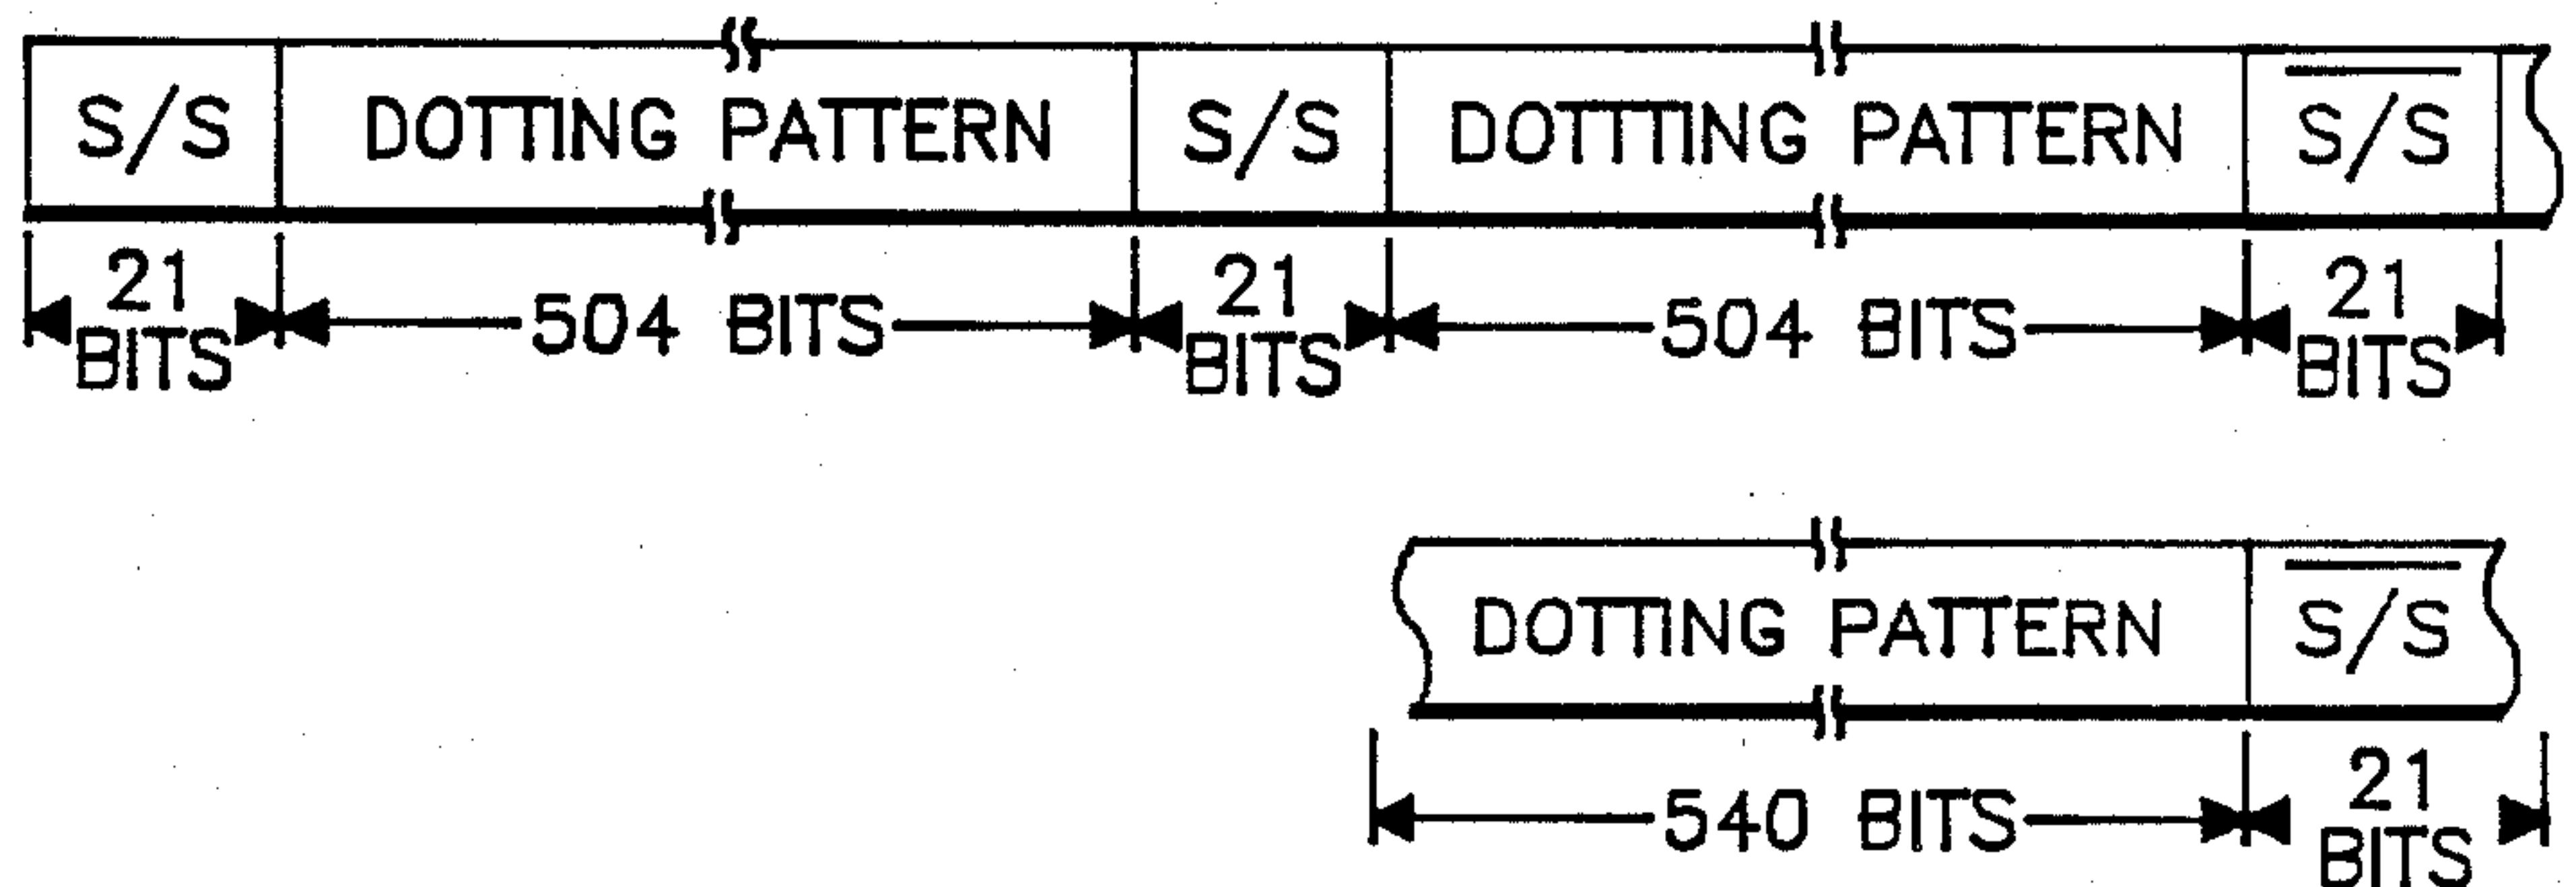 S/S DOTTING PATTERN S/S DOTTTING PATTERN S̅/̅S̅
21 BITS 504 BITS 21 BITS 504 BITS 21 BITS
DOTTING PATTERN S̅/̅S̅
540 BITS 21 BITS